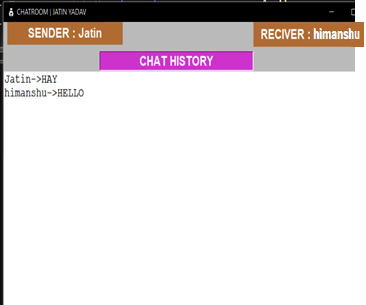 CHATROOM | JATIN YADAV
SENDER : Jatin
RECIVER : himanshu
CHAT HISTORY
Jatin->HAY
himanshu->HELLO